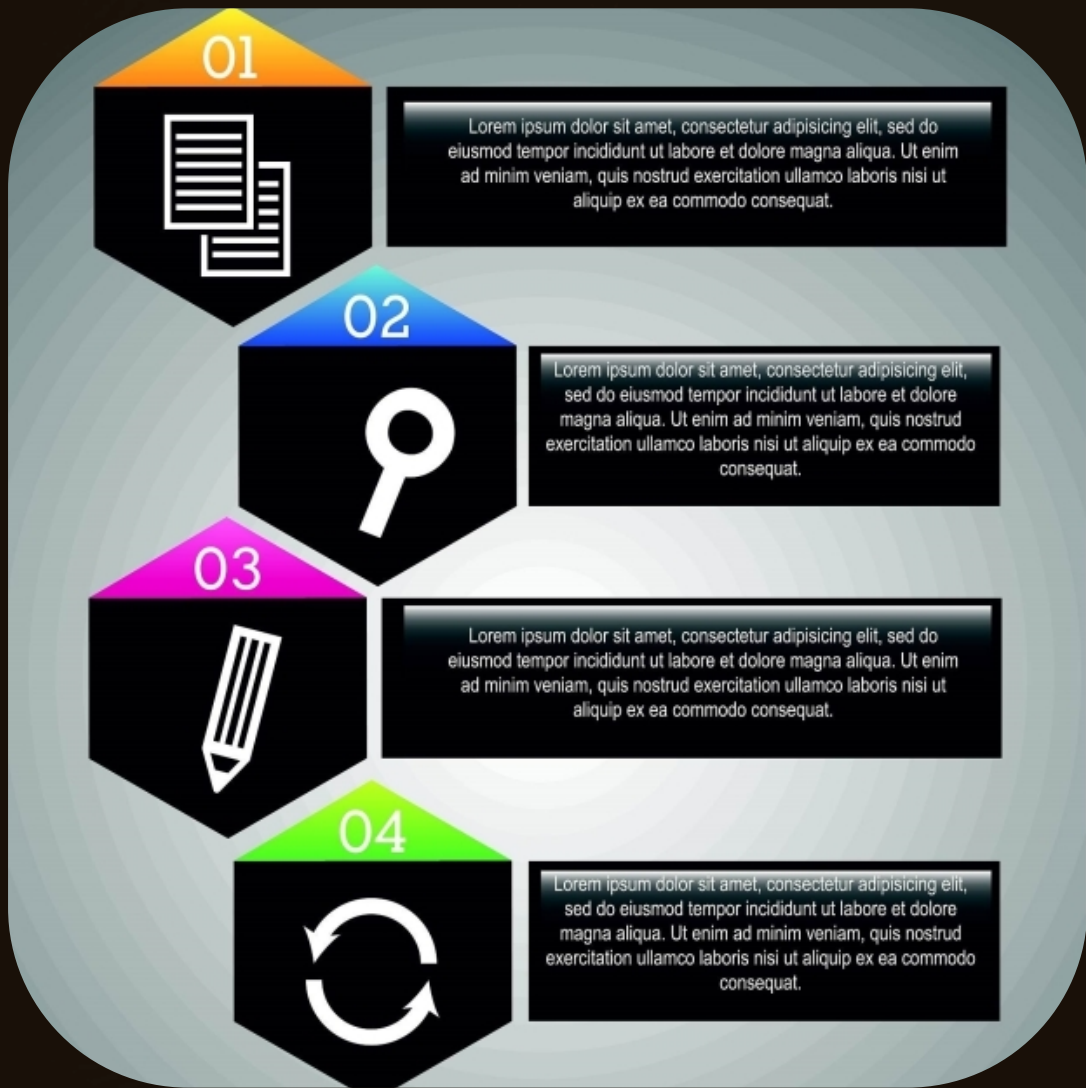 01
Lorem ipsum dolor sit amet, consectetur adipisicing elit, sed do
eiusmod tempor incididunt ut labore et dolore magna aliqua. Ut enim
ad minim veniam, quis nostrud exercitation ullamco laboris nisi ut
aliquip ex ea commodo consequat.
02
Lorem ipsum dolor sit amet, consectetur adipisicing elit,
sed do eiusmod tempor incididunt ut labore et dolore
magna aliqua. Ut enim ad minim veniam, quis nostrud
exercitation ullamco laboris nisi ut aliquip ex ea commodo
consequat.
03
Lorem ipsum dolor sit amet, consectetur adipisicing elit, sed do
eiusmod tempor incididunt ut labore et dolore magna aliqua. Ut enim
ad minim veniam, quis nostrud exercitation ullamco laboris nisi ut
aliquip ex ea commodo consequat.
04
Lorem ipsum dolor sit amet, consectetur adipisicing elit,
sed do eiusmod tempor incididunt ut labore et dolore
magna aliqua. Ut enim ad minim veniam, quis nostrud
exercitation ullamco laboris nisi ut aliquip ex ea commodo
consequat.